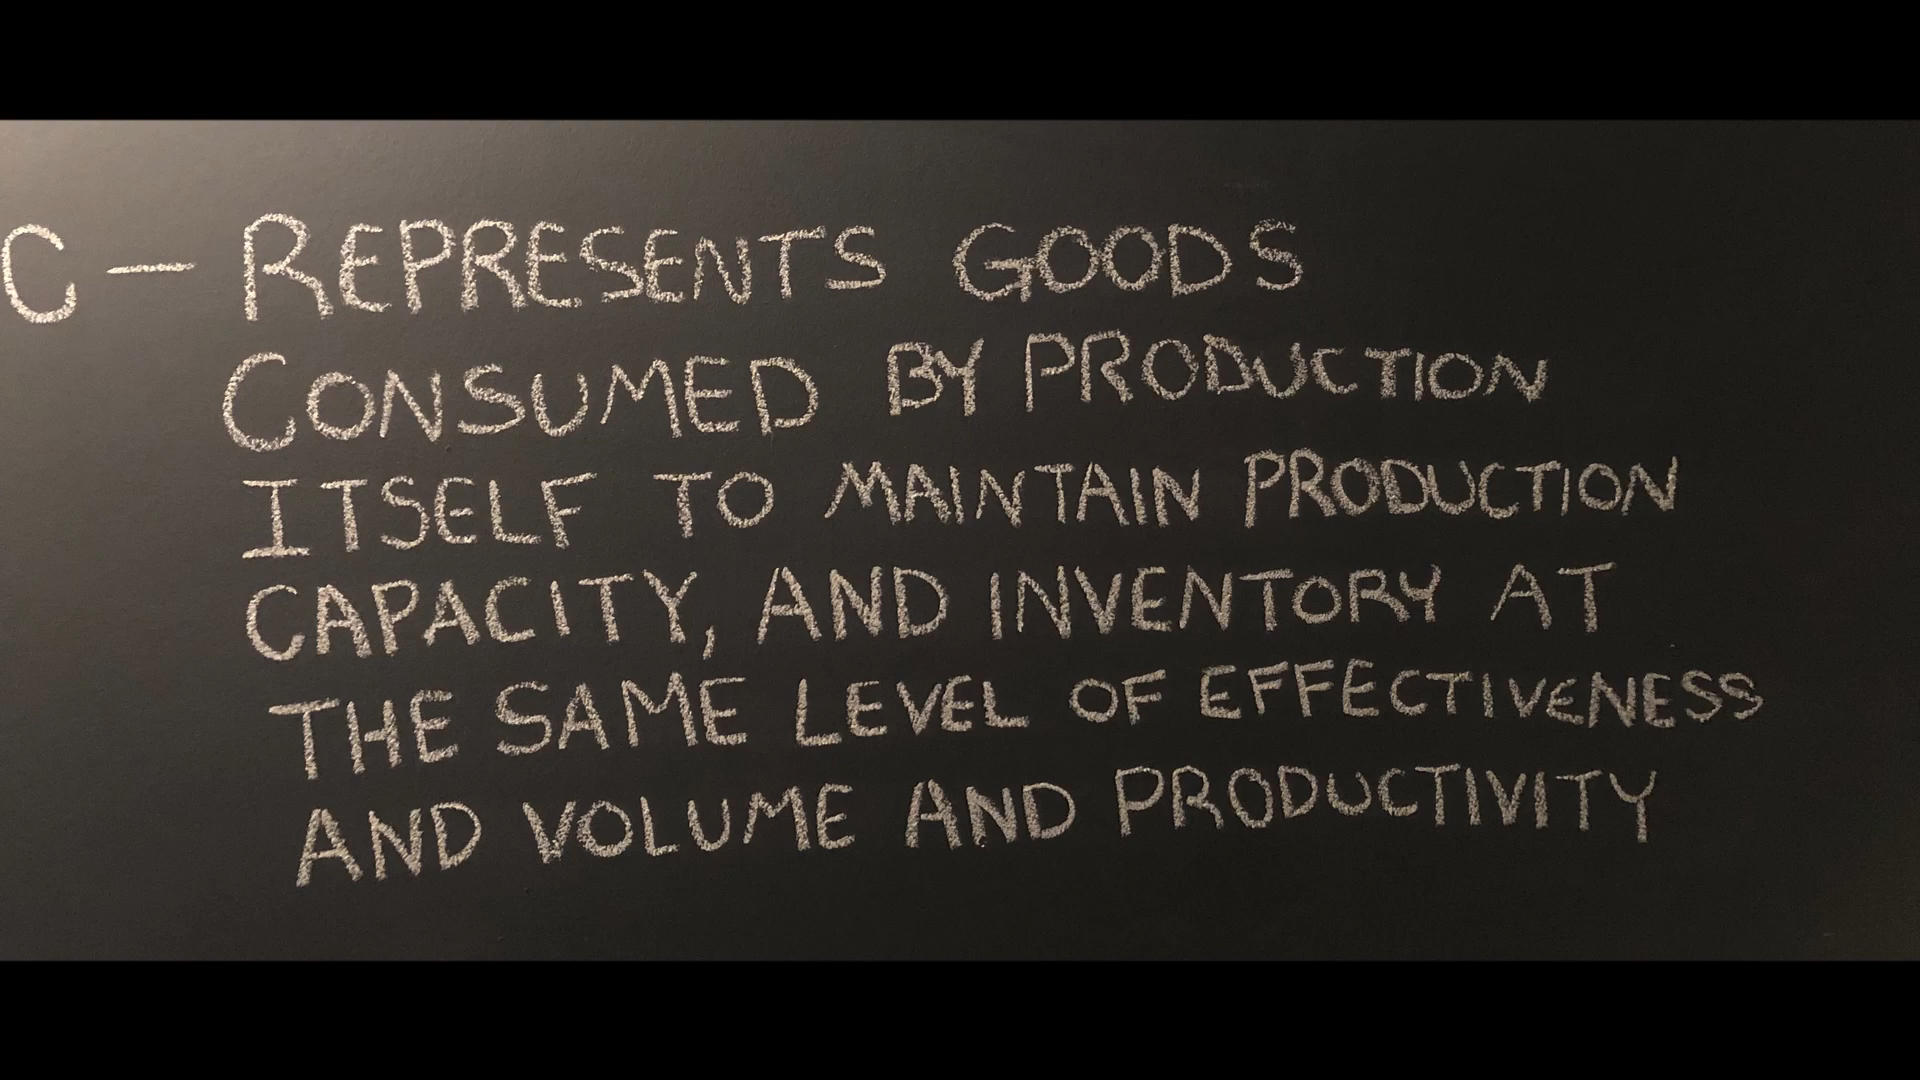 C — REPRESENTS GOODS
CONSUMED BY PRODUCTION
ITSELF TO MAINTAIN PRODUCTION
CAPACITY, AND INVENTORY AT
THE SAME LEVEL OF EFFECTIVENESS
AND VOLUME AND PRODUCTIVITY